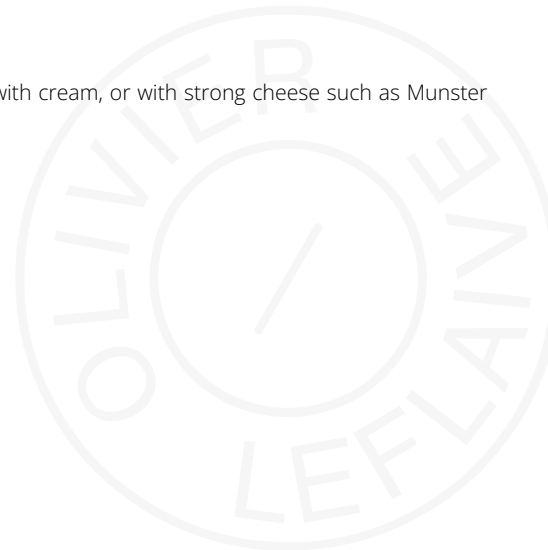 with cream, or with strong cheese such as Munster
OLIVIER LEFLAIVE